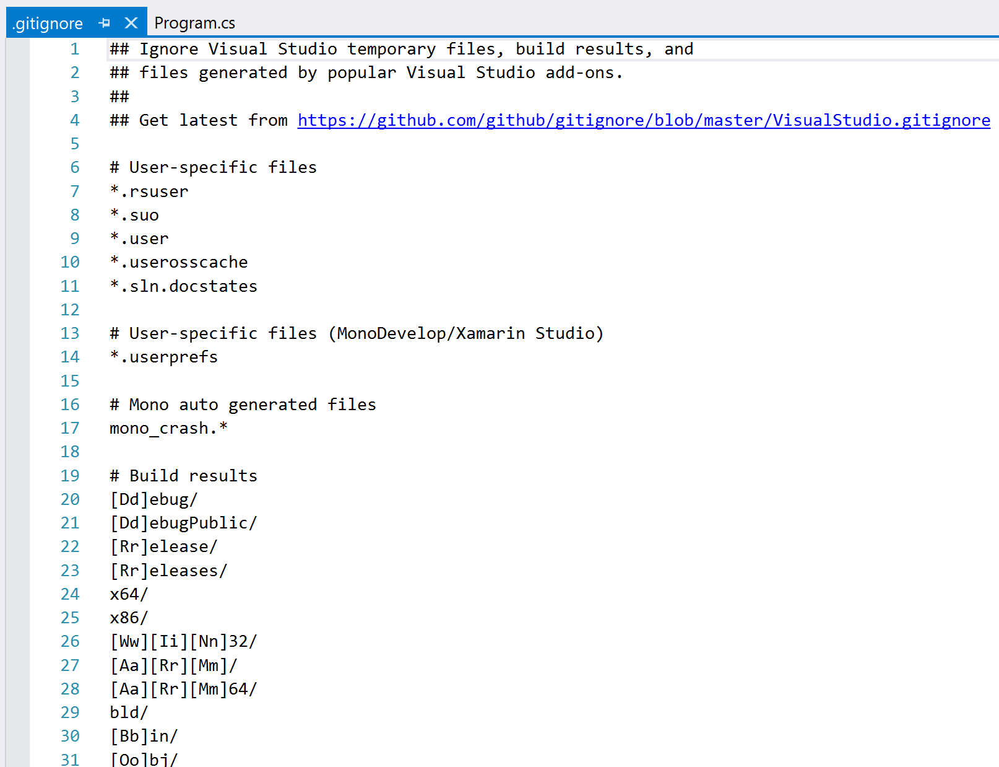 .gitignore Program.cs
1 ## Ignore Visual Studio temporary files, build results, and
2 ## files generated by popular Visual Studio add-ons.
3 ##
4 ## Get latest from https://github.com/github/gitignore/blob/master/VisualStudio.gitignore
5
6 # User-specific files
7 *.rsuser
8 *.suo
9 *.user
10 *.userosscache
11 *.sln.docstates
12
13 # User-specific files (MonoDevelop/Xamarin Studio)
14 *.userprefs
15
16 # Mono auto generated files
17 mono_crash.*
18
19 # Build results
20 [Dd]ebug/
21 [Dd]ebugPublic/
22 [Rr]elease/
23 [Rr]eleases/
24 x64/
25 x86/
26 [Ww][Ii][Nn]32/
27 [Aa][Rr][Mm]/
28 [Aa][Rr][Mm]64/
29 bld/
30 [Bb]in/
31 [Oo]bj/